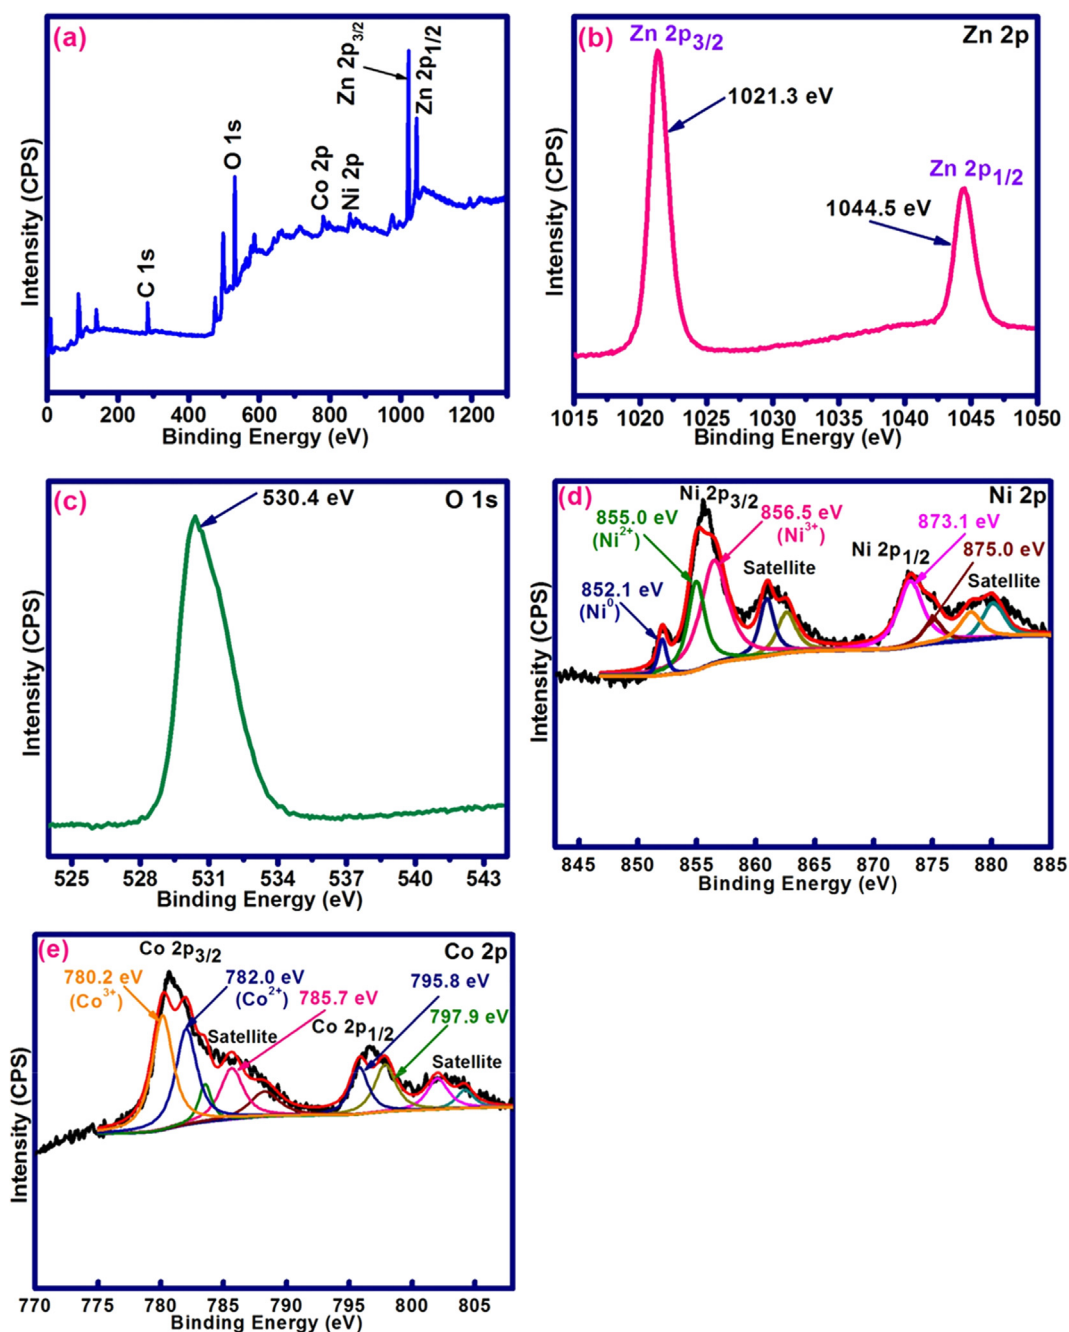 (a)
Zn 2p3/2
Zn 2p1/2
O 1s
Co 2p
Ni 2p
C 1s
Intensity (CPS)
0 200 400 600 800 1000 1200
Binding Energy (eV)
(b)
Zn 2p3/2
Zn 2p
1021.3 eV
Zn 2p1/2
1044.5 eV
Intensity (CPS)
1015 1020 1025 1030 1035 1040 1045 1050
Binding Energy (eV)
(c)
530.4 eV
O 1s
Intensity (CPS)
525 528 531 534 537 540 543
Binding Energy (eV)
(d)
Ni 2p3/2
Ni 2p
855.0 eV
(Ni2+)
856.5 eV
(Ni3+)
873.1 eV
Ni 2p1/2
875.0 eV
Satellite
Satellite
852.1 eV
(Ni0)
Intensity (CPS)
845 850 855 860 865 870 875 880 885
Binding Energy (eV)
(e)
Co 2p3/2
Co 2p
780.2 eV
(Co3+)
782.0 eV
(Co2+)
785.7 eV
795.8 eV
797.9 eV
Satellite
Co 2p1/2
Satellite
Intensity (CPS)
770 775 780 785 790 795 800 805
Binding Energy (eV)